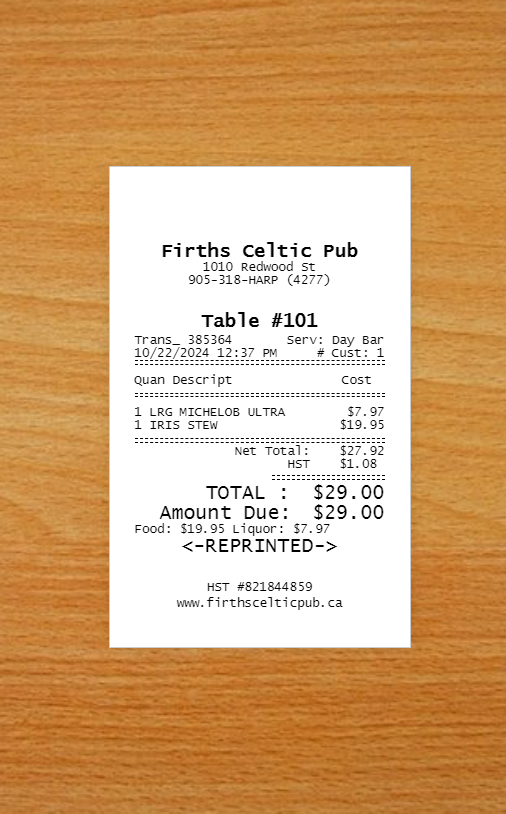 Firths Celtic Pub
1010 Redwood St
905-318-HARP (4277)
Table #101
Trans_ 385364 Serv: Day Bar
10/22/2024 12:37 PM # Cust: 1
Quan Descript Cost
1 LRG MICHELOB ULTRA $7.97
1 IRIS STEW $19.95
Net Total: $27.92
HST $1.08
TOTAL : $29.00
Amount Due: $29.00
Food: $19.95 Liquor: $7.97
<-REPRINTED->
HST #821844859
www.firthscelticpub.ca